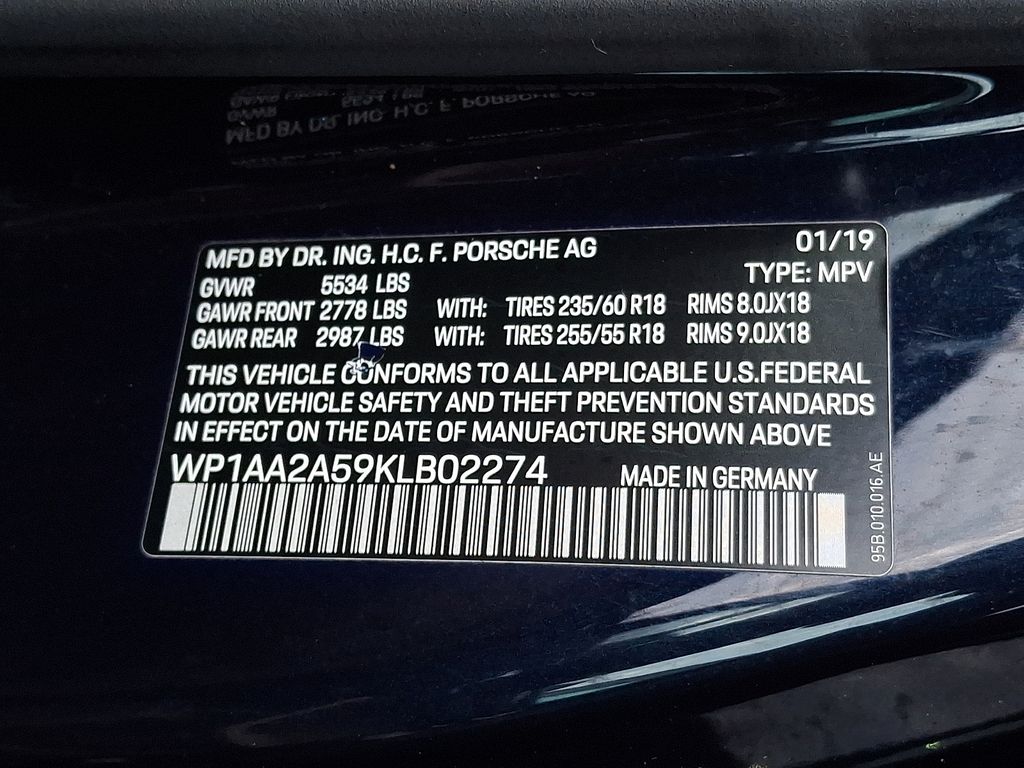 MFD BY DR. ING. H.C. F. PORSCHE AG 01/19
GVWR 5534 LBS TYPE: MPV
GAWR FRONT 2778 LBS WITH: TIRES 235/60 R18 RIMS 8.0JX18
GAWR REAR 2987 LBS WITH: TIRES 255/55 R18 RIMS 9.0JX18
THIS VEHICLE CONFORMS TO ALL APPLICABLE U.S.FEDERAL
MOTOR VEHICLE SAFETY AND THEFT PREVENTION STANDARDS
IN EFFECT ON THE DATE OF MANUFACTURE SHOWN ABOVE
WP1AA2A59KLB02274 MADE IN GERMANY
95B.010.016.AE